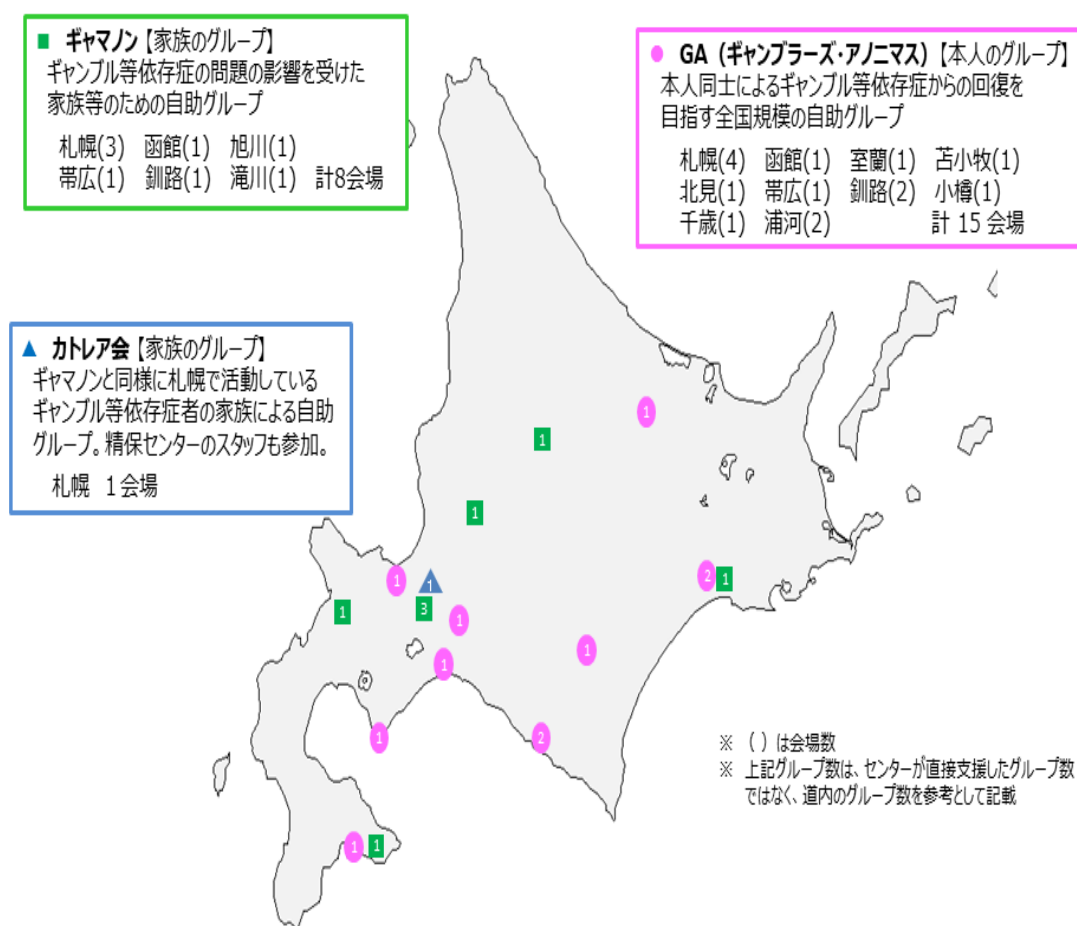 ■ ギャマノン【家族のグループ】
ギャンブル等依存症の問題の影響を受けた
家族等のための自助グループ
札幌(3) 函館(1) 旭川(1)
帯広(1) 釧路(1) 滝川(1) 計8会場
● GA（ギャンブラーズ・アノニマス）【本人のグループ】
本人同士によるギャンブル等依存症からの回復を
目指す全国規模の自助グループ
札幌(4) 函館(1) 室蘭(1) 苫小牧(1)
北見(1) 帯広(1) 釧路(2) 小樽(1)
千歳(1) 浦河(2) 計 15 会場
▲ カトレア会【家族のグループ】
ギャマノンと同様に札幌で活動している
ギャンブル等依存症者の家族による自助
グループ。精保センターのスタッフも参加。
札幌 1会場
1
1
1
1
1
2
1
1
3
1
1
1
1
2
1
1
※ （ ）は会場数
※ 上記グループ数は、センターが直接支援したグループ数
ではなく、道内のグループ数を参考として記載